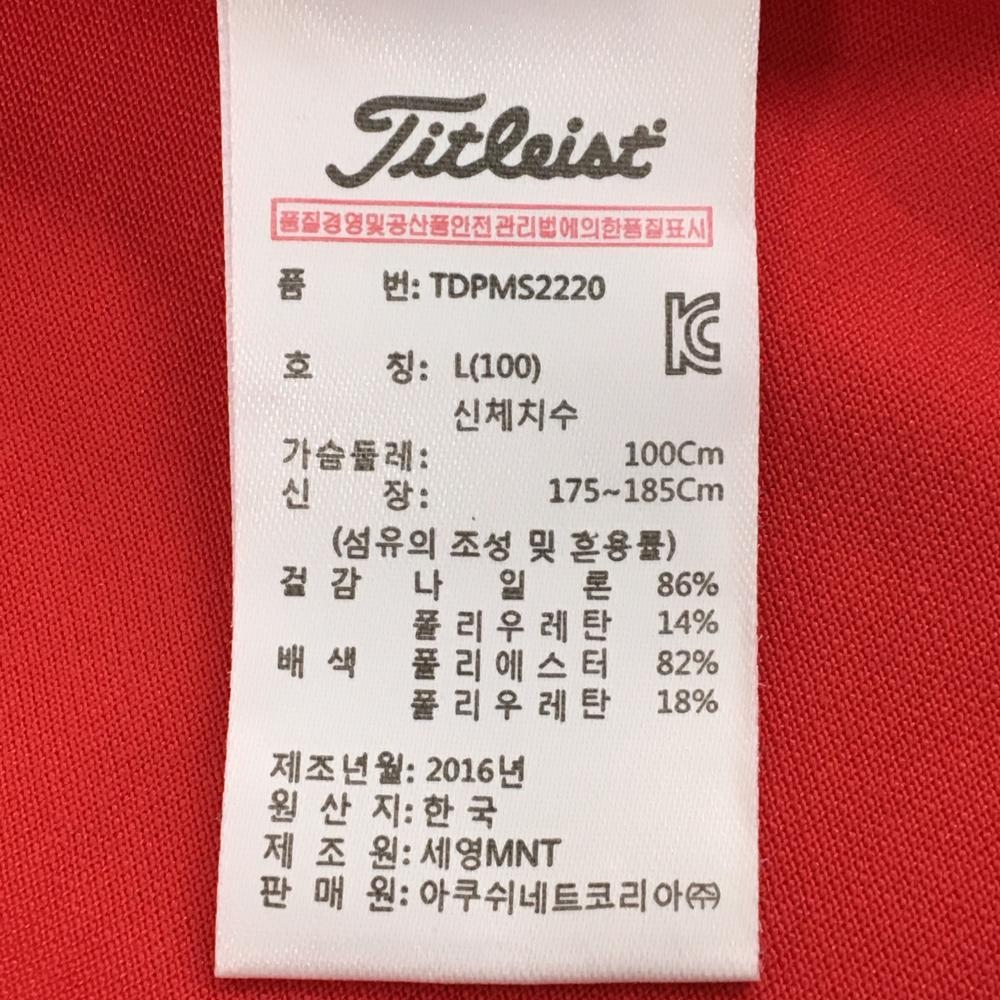 Titleist
품질경영및공산품안전관리법에의한품질표시
품 번: TDPMS2220
호 칭: L(100)
신체치수
가슴둘레: 100Cm
신 장: 175~185Cm
(섬유의 조성 및 혼용률)
겉 감 나 일 론 86%
폴 리 우 레 탄 14%
배 색 폴 리 에 스 터 82%
폴 리 우 레 탄 18%
제조년월: 2016년
원 산 지: 한 국
제 조 원: 세영MNT
판 매 원: 아쿠쉬네트코리아㈜